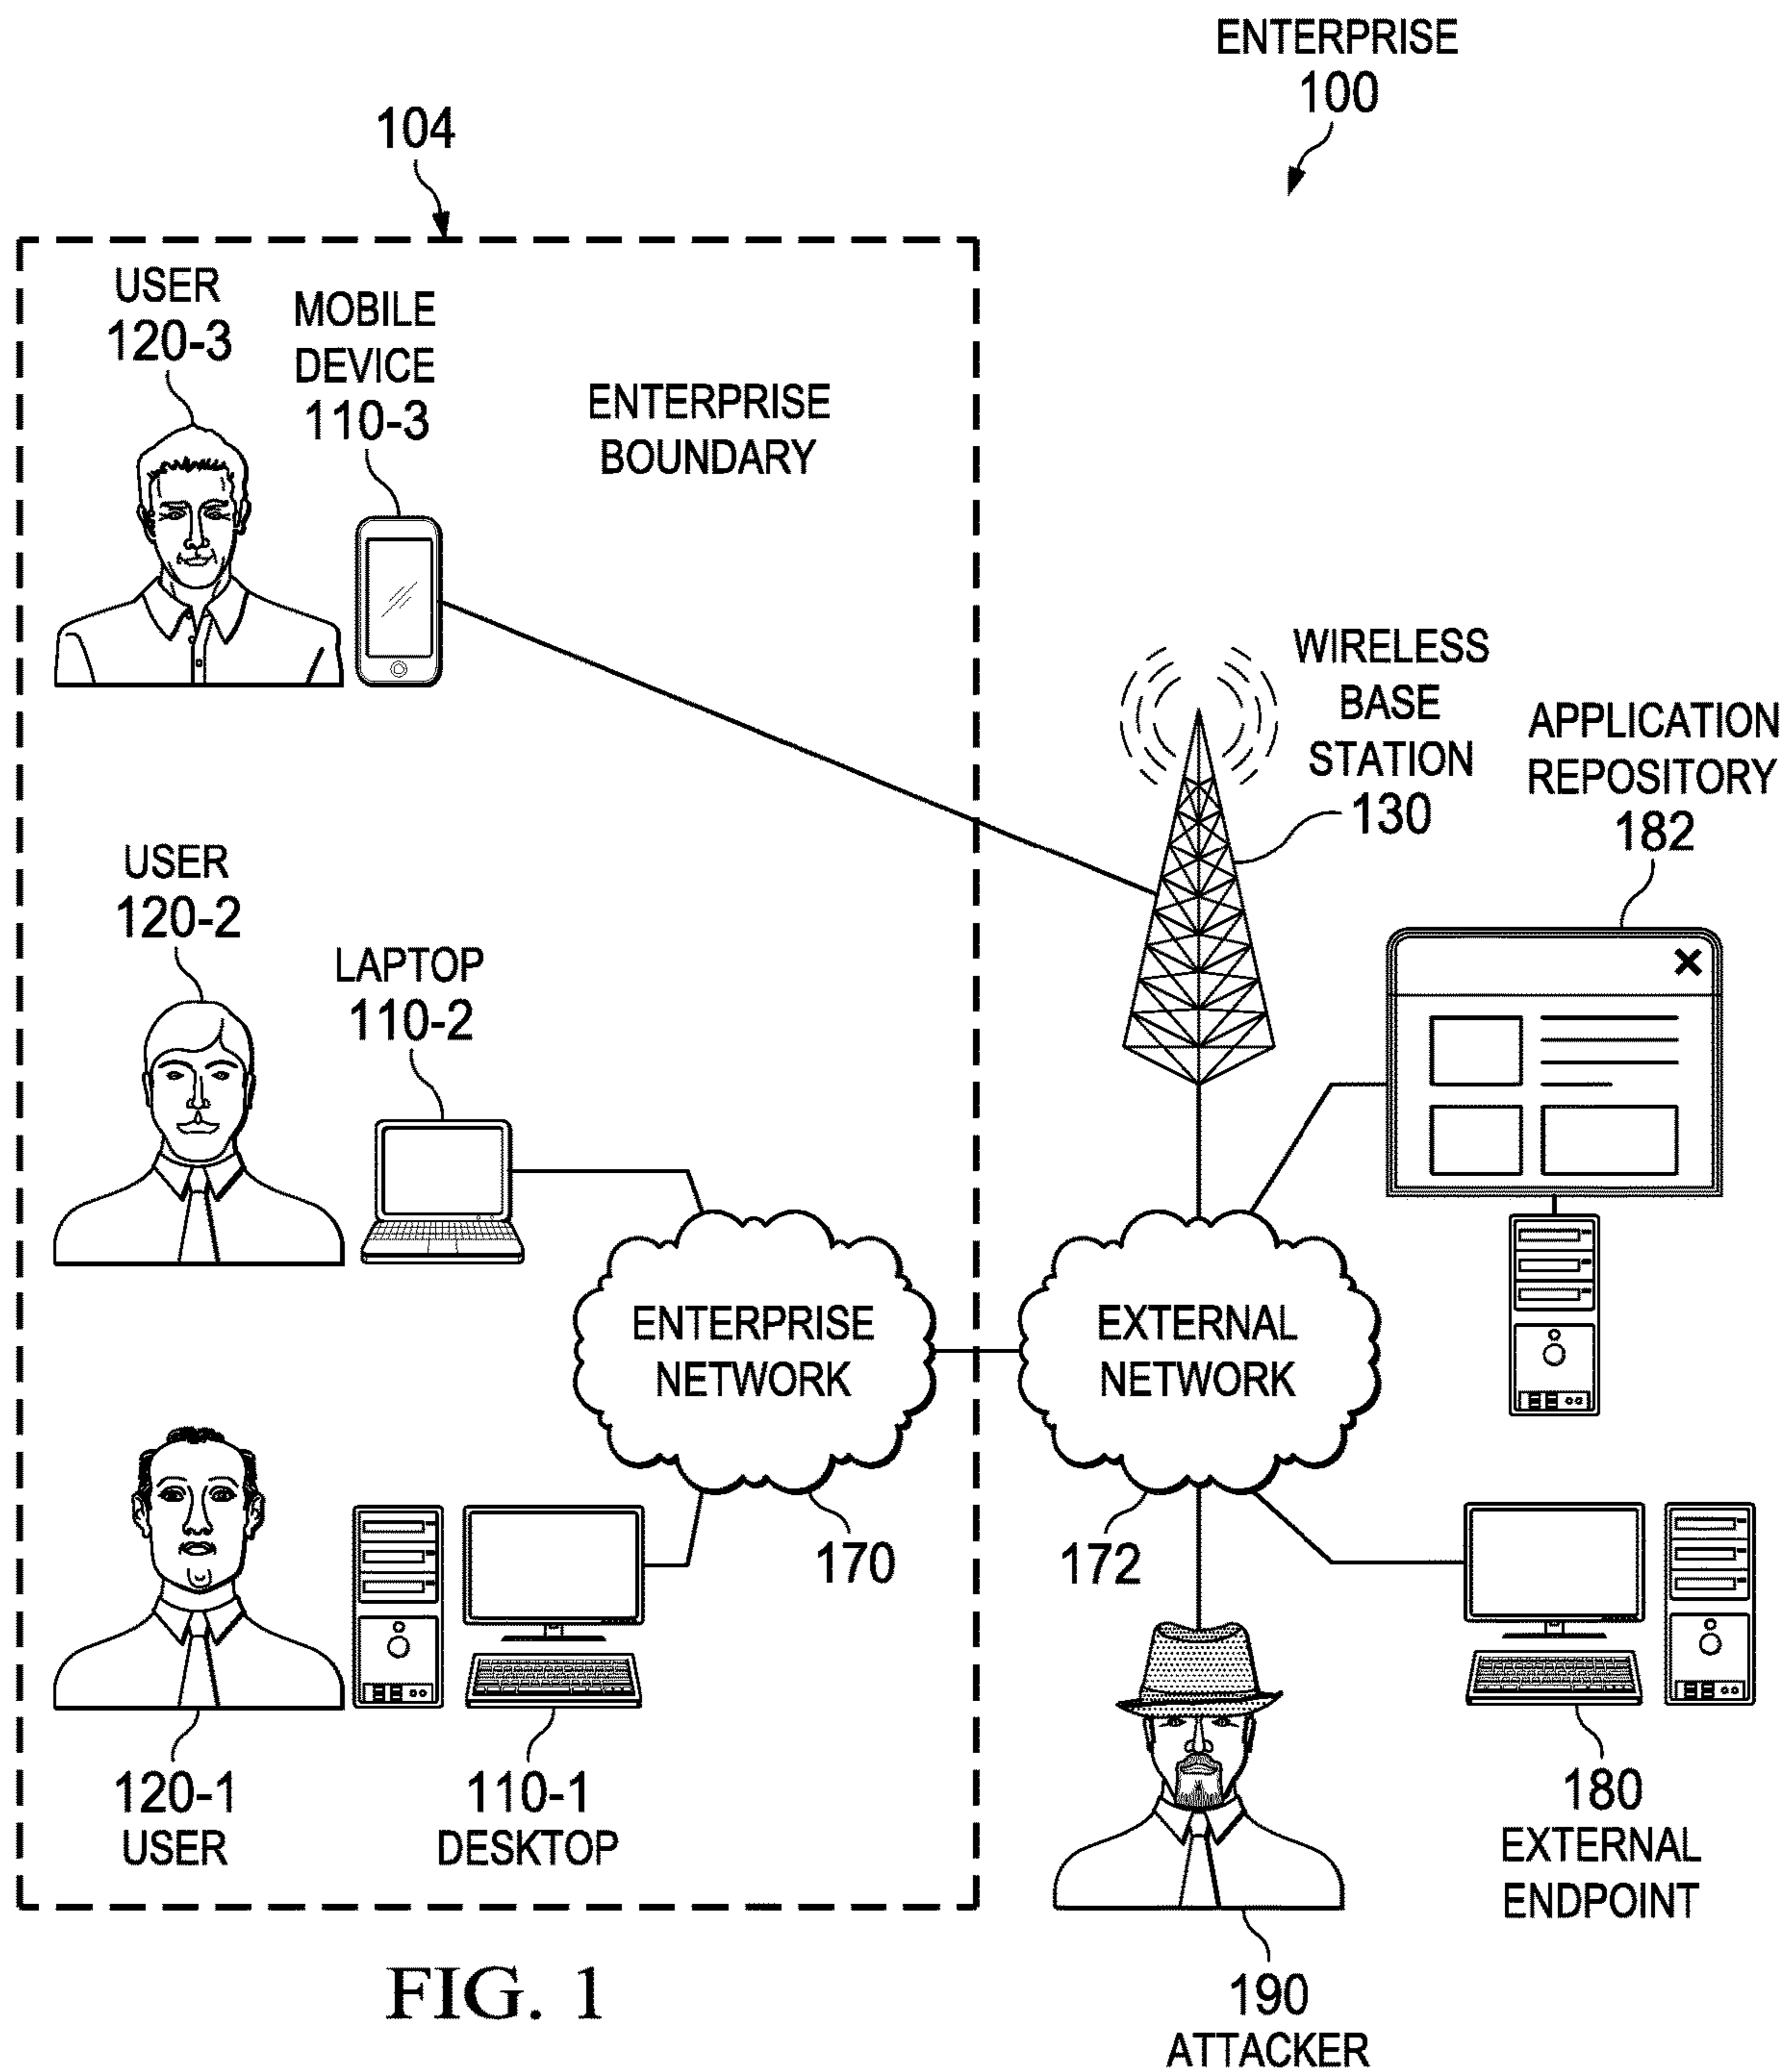 ENTERPRISE
100
104
USER
120-3
MOBILE
DEVICE
110-3
ENTERPRISE
BOUNDARY
WIRELESS
BASE
STATION
130
APPLICATION
REPOSITORY
182
USER
120-2
LAPTOP
110-2
ENTERPRISE
NETWORK
170
EXTERNAL
NETWORK
172
120-1
USER
110-1
DESKTOP
180
EXTERNAL
ENDPOINT
190
ATTACKER
FIG. 1